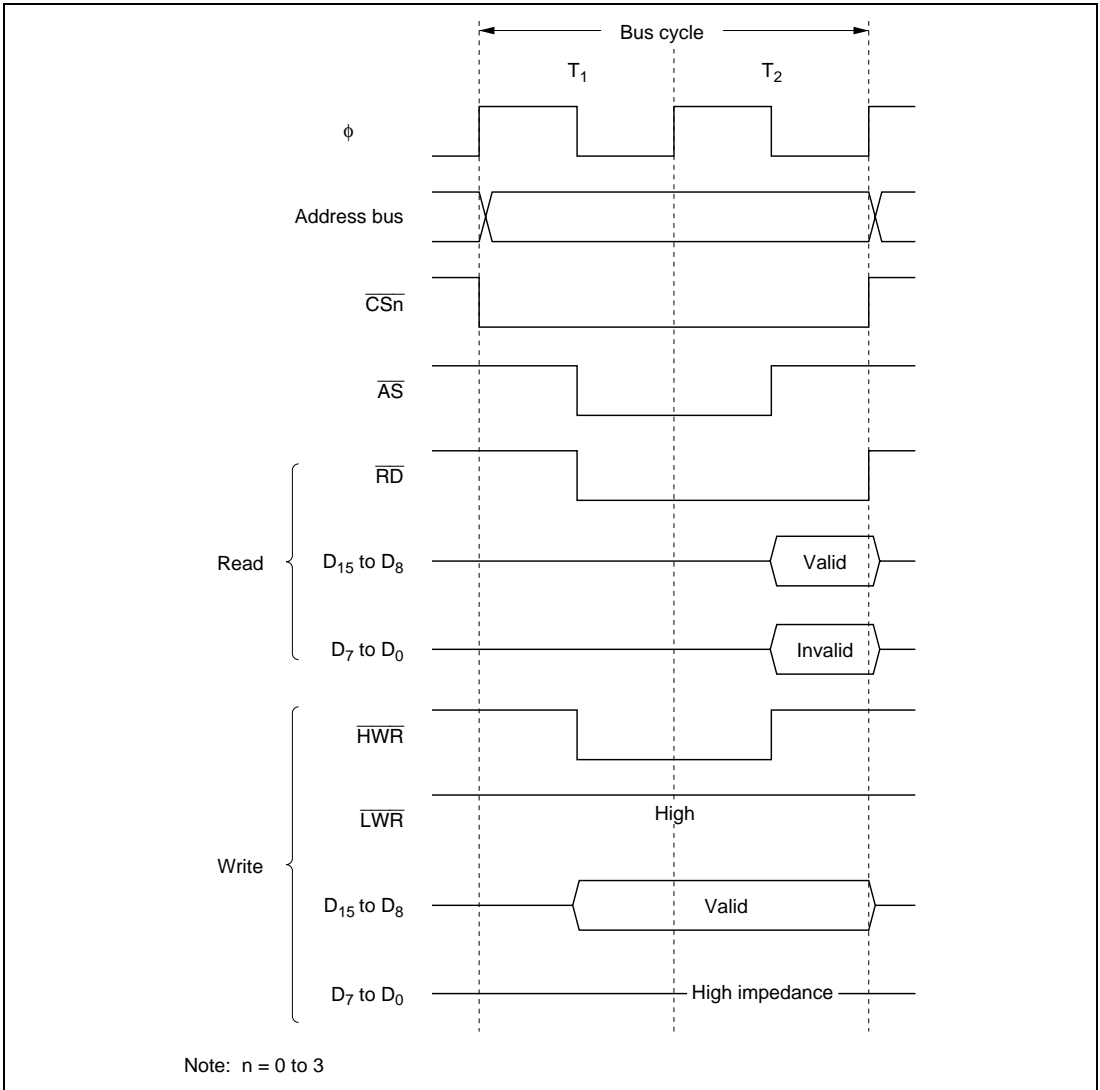 Bus cycle
T1 T2
φ
Address bus
CSn
AS
RD
Read
D15 to D8
Valid
D7 to D0
Invalid
HWR
LWR
High
Write
D15 to D8
Valid
D7 to D0
High impedance
Note: n = 0 to 3